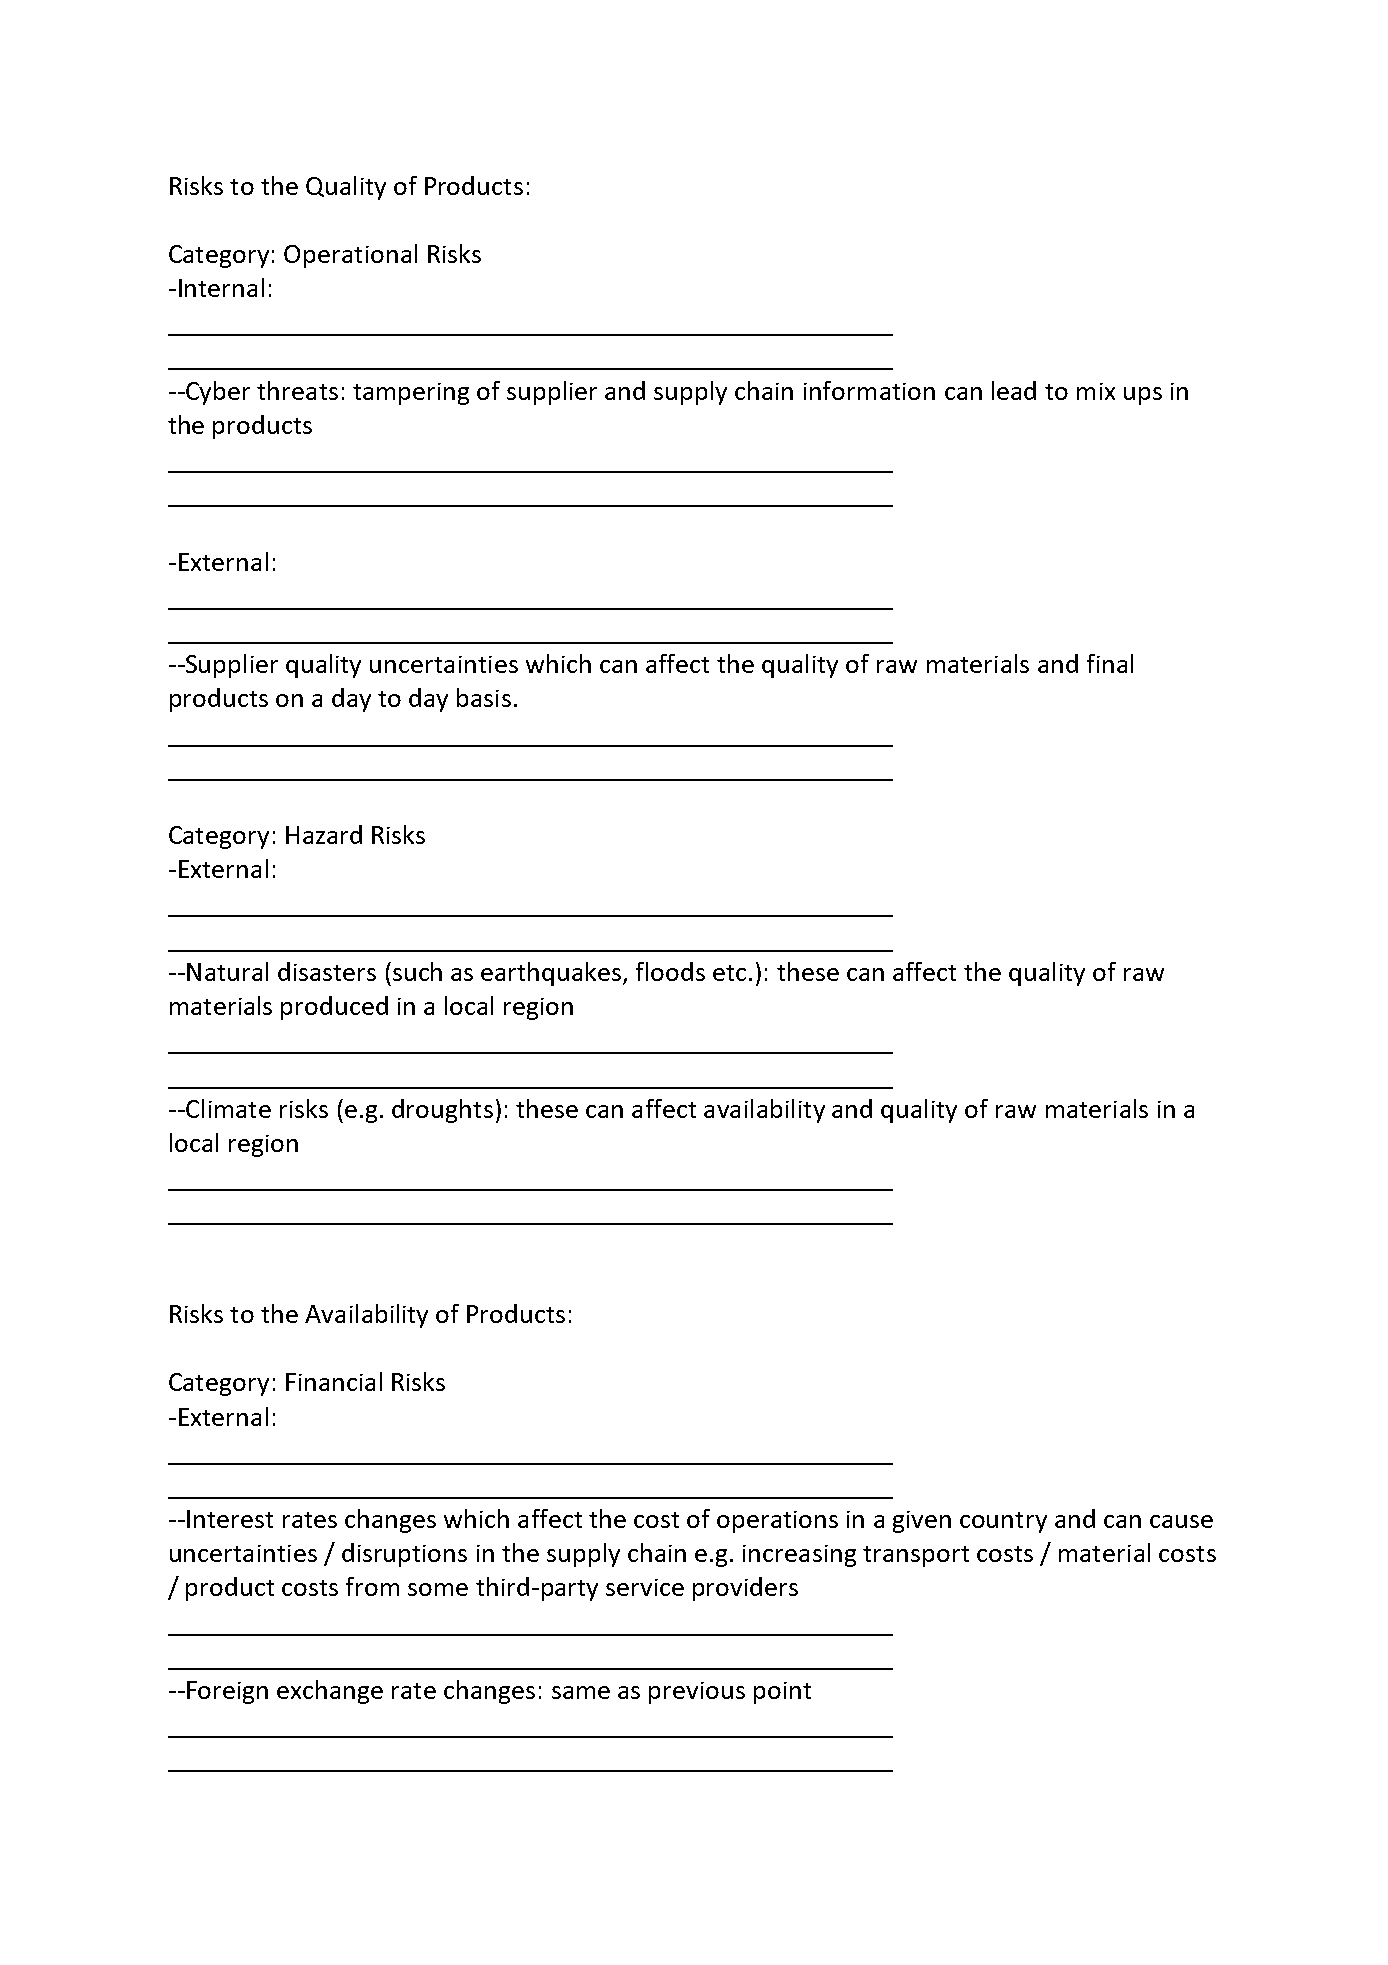 Risks to the Quality of Products:
Category: Operational Risks
-Internal:
--Cyber threats: tampering of supplier and supply chain information can lead to mix ups in
the products
-External:
--Supplier quality uncertainties which can affect the quality of raw materials and final
products on a day to day basis.
Category: Hazard Risks
-External:
--Natural disasters (such as earthquakes, floods etc.): these can affect the quality of raw
materials produced in a local region
--Climate risks (e.g. droughts): these can affect availability and quality of raw materials in a
local region
Risks to the Availability of Products:
Category: Financial Risks
-External:
--Interest rates changes which affect the cost of operations in a given country and can cause
uncertainties / disruptions in the supply chain e.g. increasing transport costs / material costs
/ product costs from some third-party service providers
--Foreign exchange rate changes: same as previous point